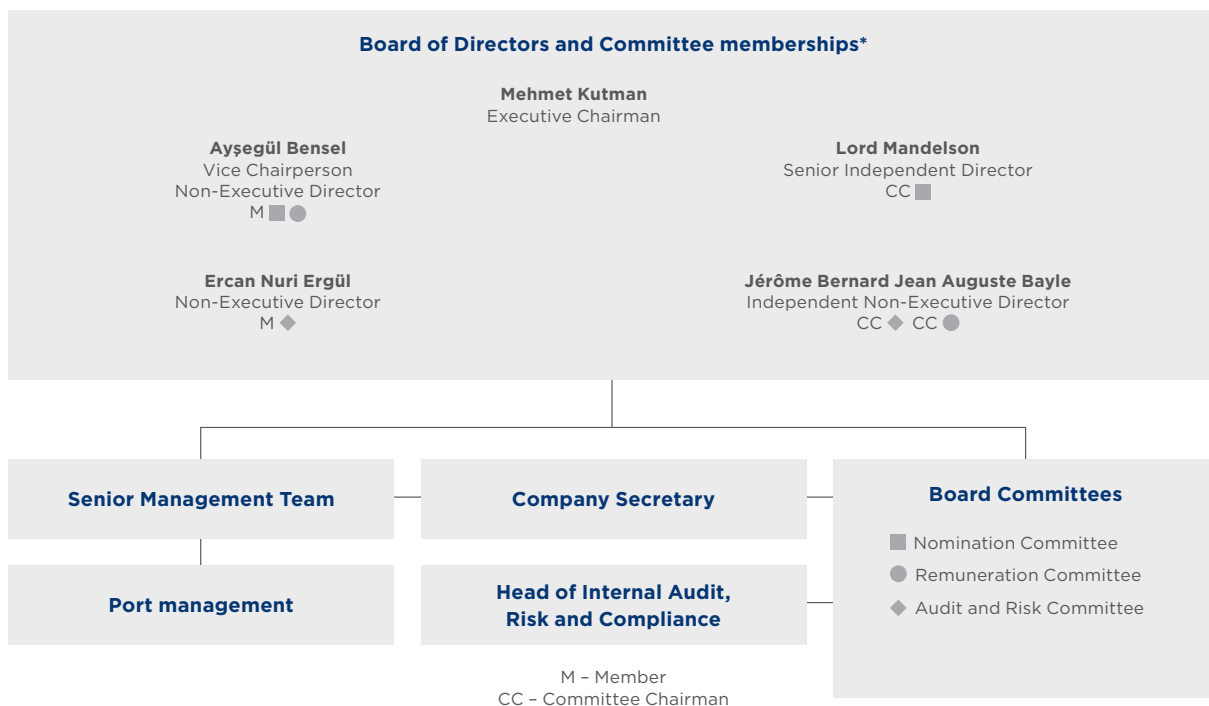 Board of Directors and Committee memberships*
Mehmet Kutman
Executive Chairman
Ayşegül Bensel
Vice Chairperson
Non-Executive Director
M
Lord Mandelson
Senior Independent Director
CC
Ercan Nuri Ergül
Non-Executive Director
M
Jérôme Bernard Jean Auguste Bayle
Independent Non-Executive Director
CC CC
Senior Management Team
Company Secretary
Board Committees
Nomination Committee
Remuneration Committee
Audit and Risk Committee
Port management
Head of Internal Audit,
Risk and Compliance
M – Member
CC – Committee Chairman